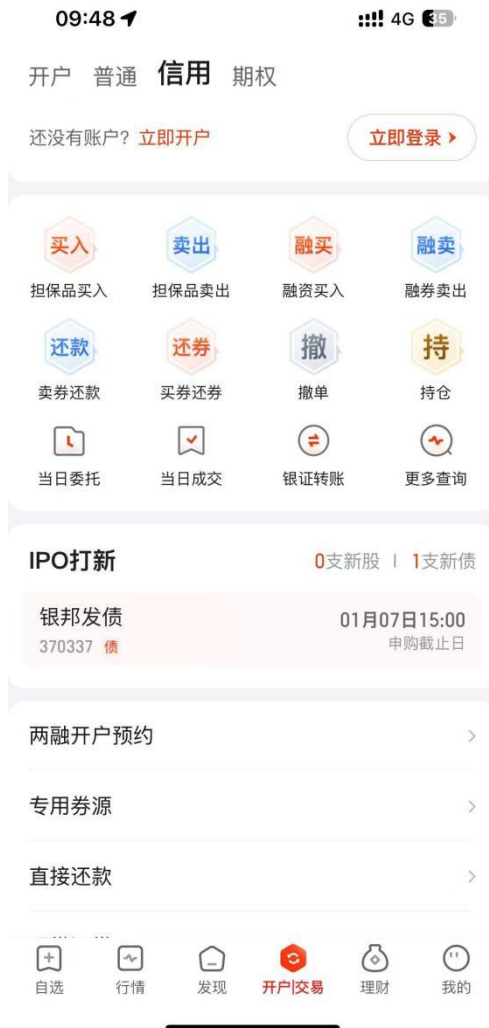 09:48 4G 35
开户 普通 信用 期权
还没有账户？立即开户 立即登录
买入 卖出 融买 融卖
担保品买入 担保品卖出 融资买入 融券卖出
还款 还券 撤 持
卖券还款 买券还券 撤单 持仓
当日委托 当日成交 银证转账 更多查询
IPO打新 0支新股 | 1支新债
银邦发债 01月07日15:00
370337 债 申购截止日
两融开户预约
专用券源
直接还款
自选 行情 发现 开户|交易 理财 我的